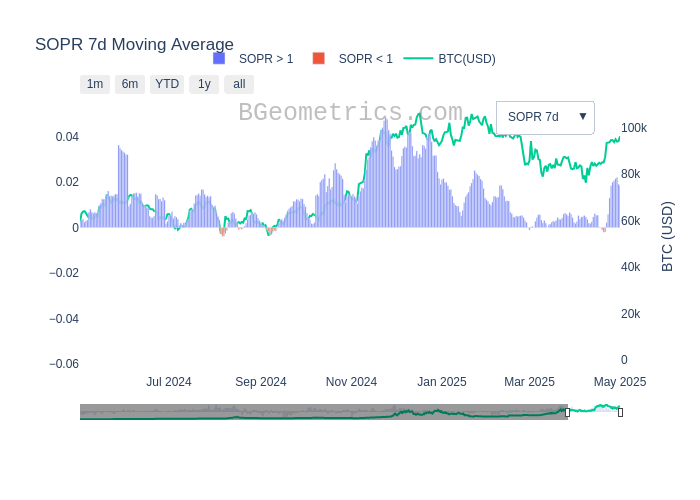 SOPR 7d Moving Average
SOPR > 1
SOPR < 1
BTC(USD)
1m
6m
YTD
1y
all
BGeometrics.com
SOPR 7d ▼
0.04
0.02
0
−0.02
−0.04
−0.06
100k
80k
60k
40k
20k
0
BTC (USD)
Jul 2024
Sep 2024
Nov 2024
Jan 2025
Mar 2025
May 2025